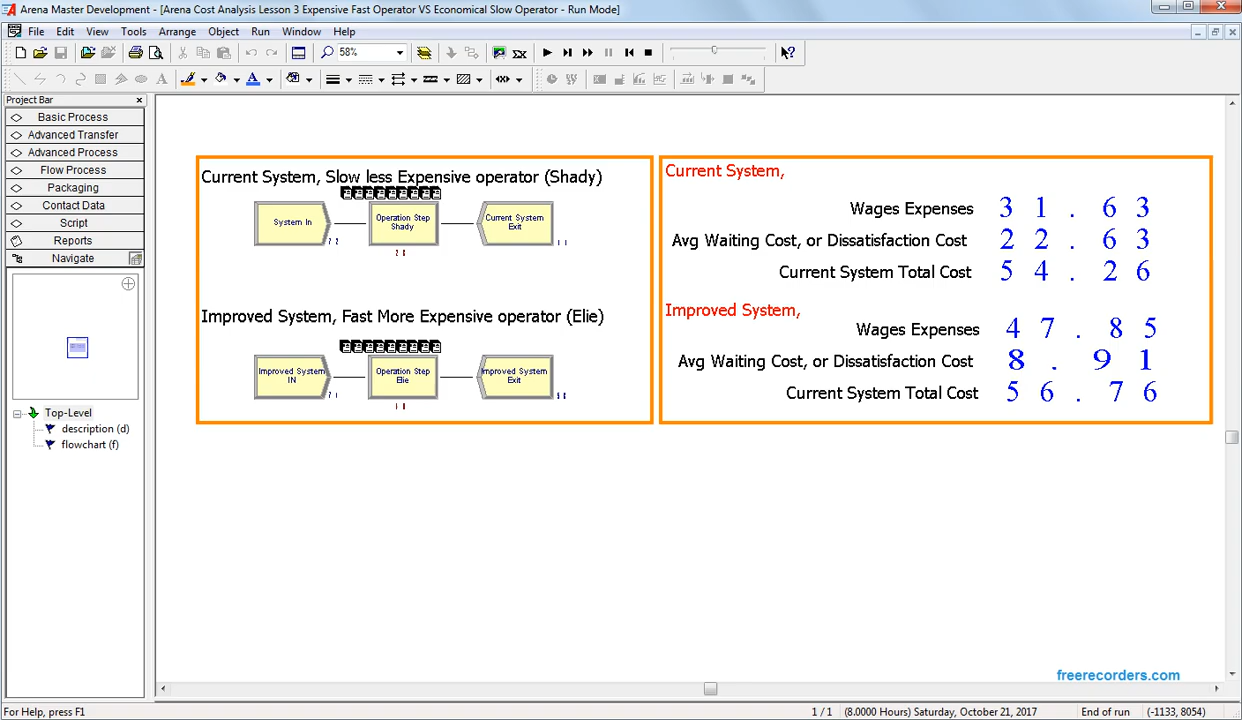 Arena Master Development - [Arena Cost Analysis Lesson 3 Expensive Fast Operator VS Economical Slow Operator - Run Mode]
File Edit View Tools Arrange Object Run Window Help
58%
Project Bar
Basic Process
Advanced Transfer
Advanced Process
Flow Process
Packaging
Contact Data
Script
Reports
Navigate
Top-Level
description (d)
flowchart (f)
Current System, Slow less Expensive operator (Shady)
System In
Operation Step
Shady
Current System
Exit
Improved System, Fast More Expensive operator (Elie)
Improved System
IN
Operation Step
Elie
Improved System
Exit
Current System,
Wages Expenses 31.63
Avg Waiting Cost, or Dissatisfaction Cost 22.63
Current System Total Cost 54.26
Improved System,
Wages Expenses 47.85
Avg Waiting Cost, or Dissatisfaction Cost 8.91
Current System Total Cost 56.76
freerecorders.com
For Help, press F1 1 / 1 (8.0000 Hours) Saturday, October 21, 2017 End of run (-1133, 8054)